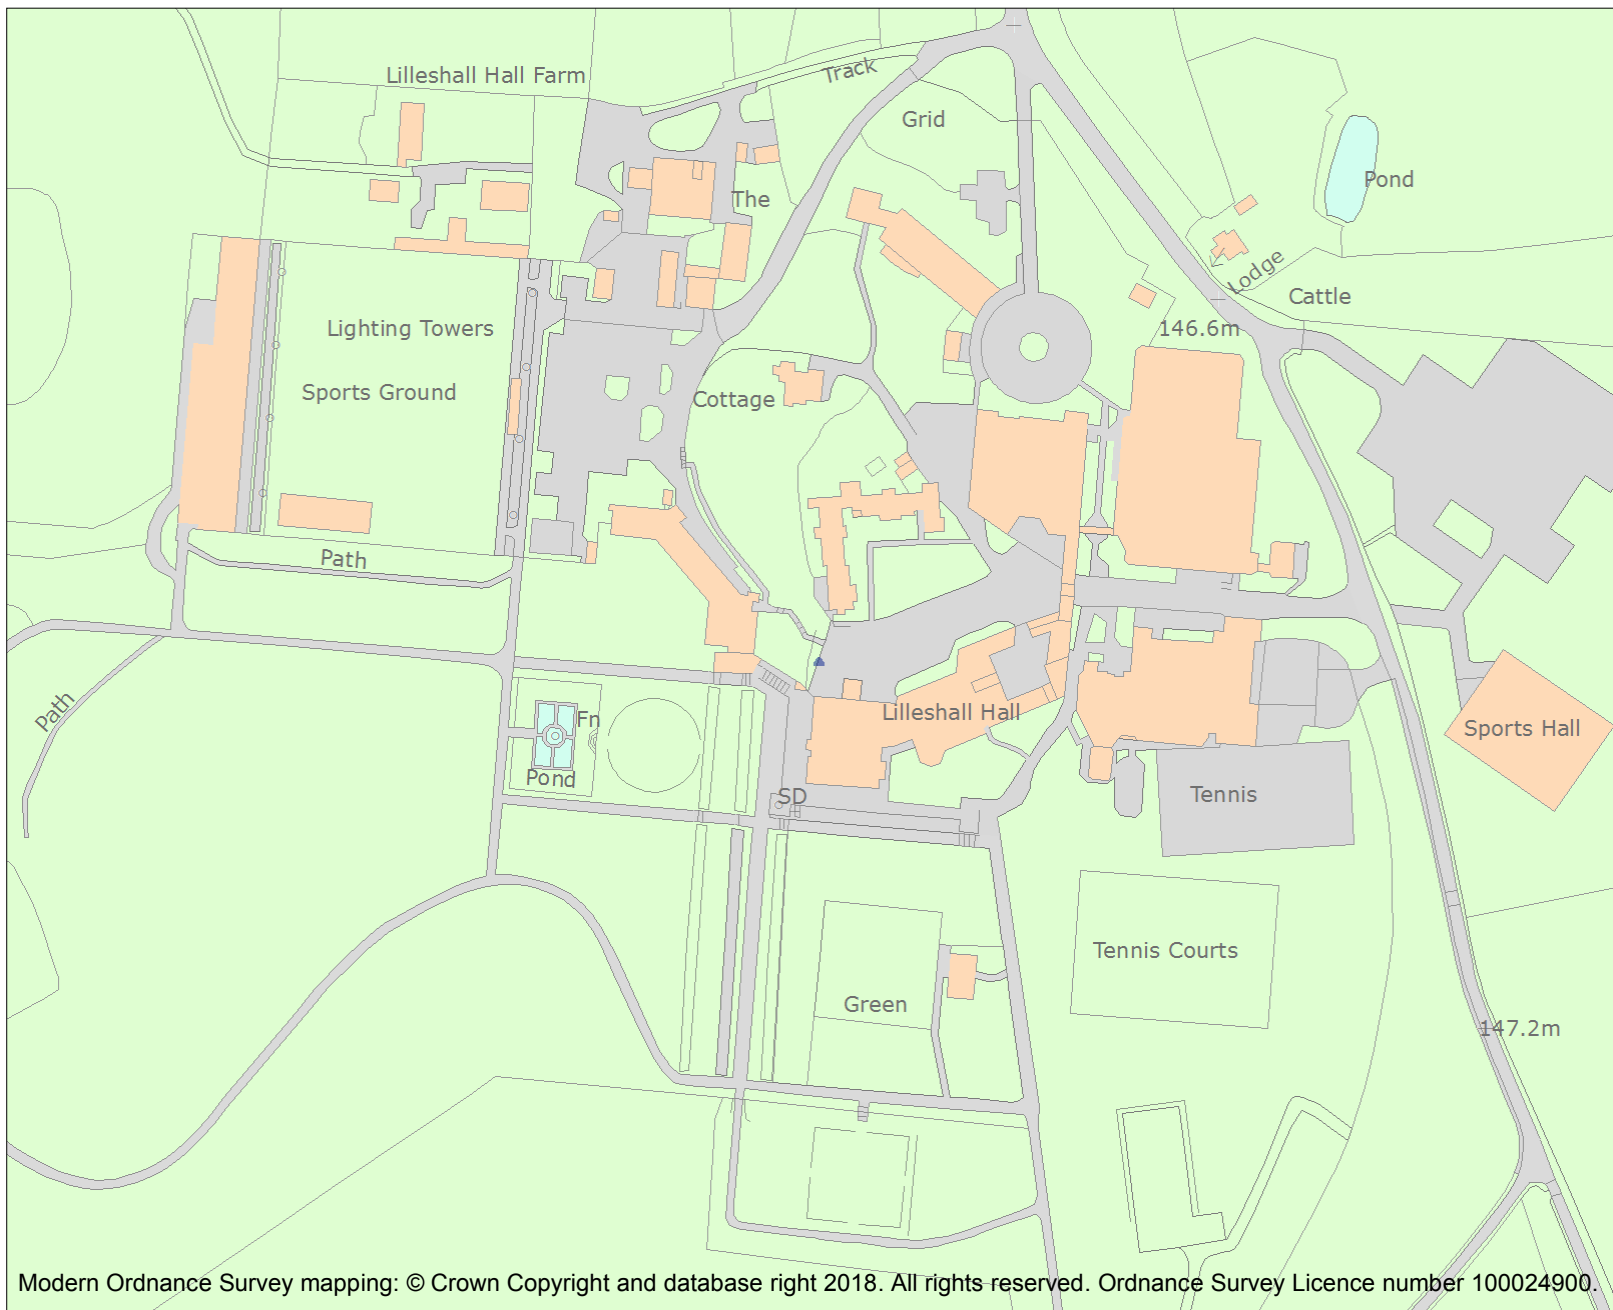 Lilleshall Hall Farm
Track
Grid
The
Pond
Lodge
Cattle
Lighting Towers
146.6m
Sports Ground
Cottage
Path
Path
Fn
Pond
Lilleshall Hall
Sports Hall
SD
Tennis
Tennis Courts
Green
147.2m
Modern Ordnance Survey mapping: © Crown Copyright and database right 2018. All rights reserved. Ordnance Survey Licence number 100024900.